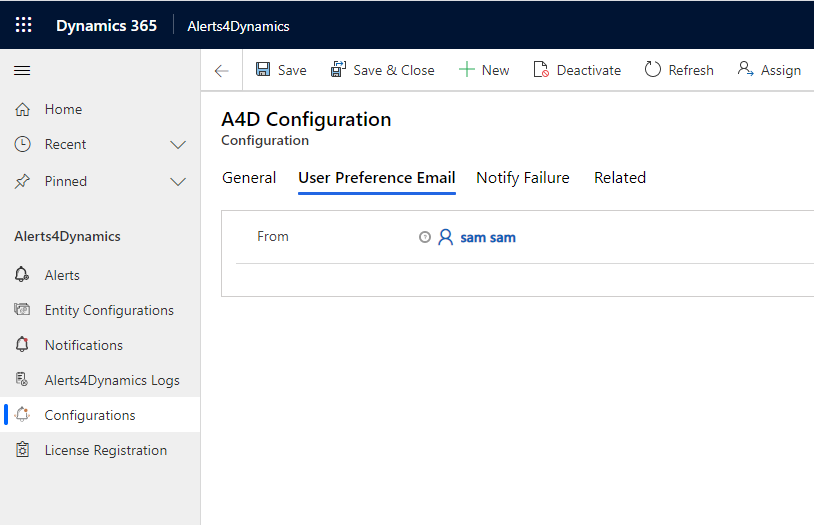 Dynamics 365 Alerts4Dynamics
Save Save & Close New Deactivate Refresh Assign
Home
Recent
Pinned
Alerts4Dynamics
Alerts
Entity Configurations
Notifications
Alerts4Dynamics Logs
Configurations
License Registration
A4D Configuration
Configuration
General User Preference Email Notify Failure Related
From sam sam